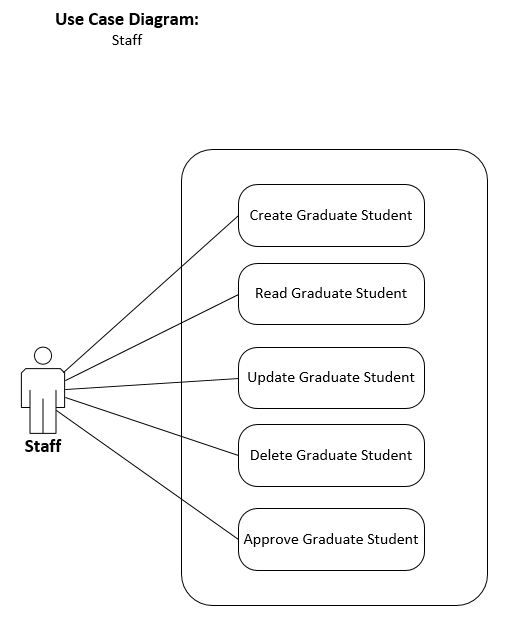 Use Case Diagram:
Staff
Create Graduate Student
Read Graduate Student
Update Graduate Student
Staff
Delete Graduate Student
Approve Graduate Student